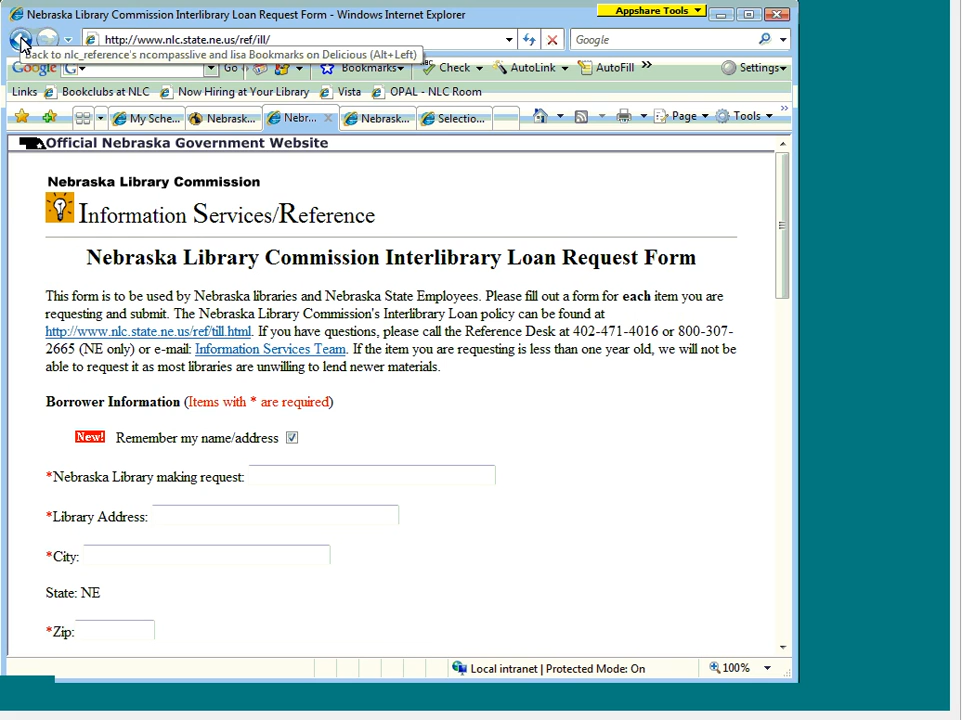 Nebraska Library Commission Interlibrary Loan Request Form - Windows Internet Explorer
Appshare Tools
http://www.nlc.state.ne.us/ref/ill/
Google
Back to nlc_reference's ncompasslive and lisa Bookmarks on Delicious (Alt+Left)
Google Go Bookmarks Check AutoLink AutoFill » Settings
Links Bookclubs at NLC Now Hiring at Your Library Vista OPAL - NLC Room
My Sche... Nebrask... Nebr... Nebrask... Selectio... Page Tools »
Official Nebraska Government Website
Nebraska Library Commission
Information Services/Reference
Nebraska Library Commission Interlibrary Loan Request Form
This form is to be used by Nebraska libraries and Nebraska State Employees. Please fill out a form for each item you are
requesting and submit. The Nebraska Library Commission's Interlibrary Loan policy can be found at
http://www.nlc.state.ne.us/ref/till.html. If you have questions, please call the Reference Desk at 402-471-4016 or 800-307-
2665 (NE only) or e-mail: Information Services Team. If the item you are requesting is less than one year old, we will not be
able to request it as most libraries are unwilling to lend newer materials.
Borrower Information (Items with * are required)
New! Remember my name/address
*Nebraska Library making request:
*Library Address:
*City:
State: NE
*Zip:
Local intranet | Protected Mode: On
100%